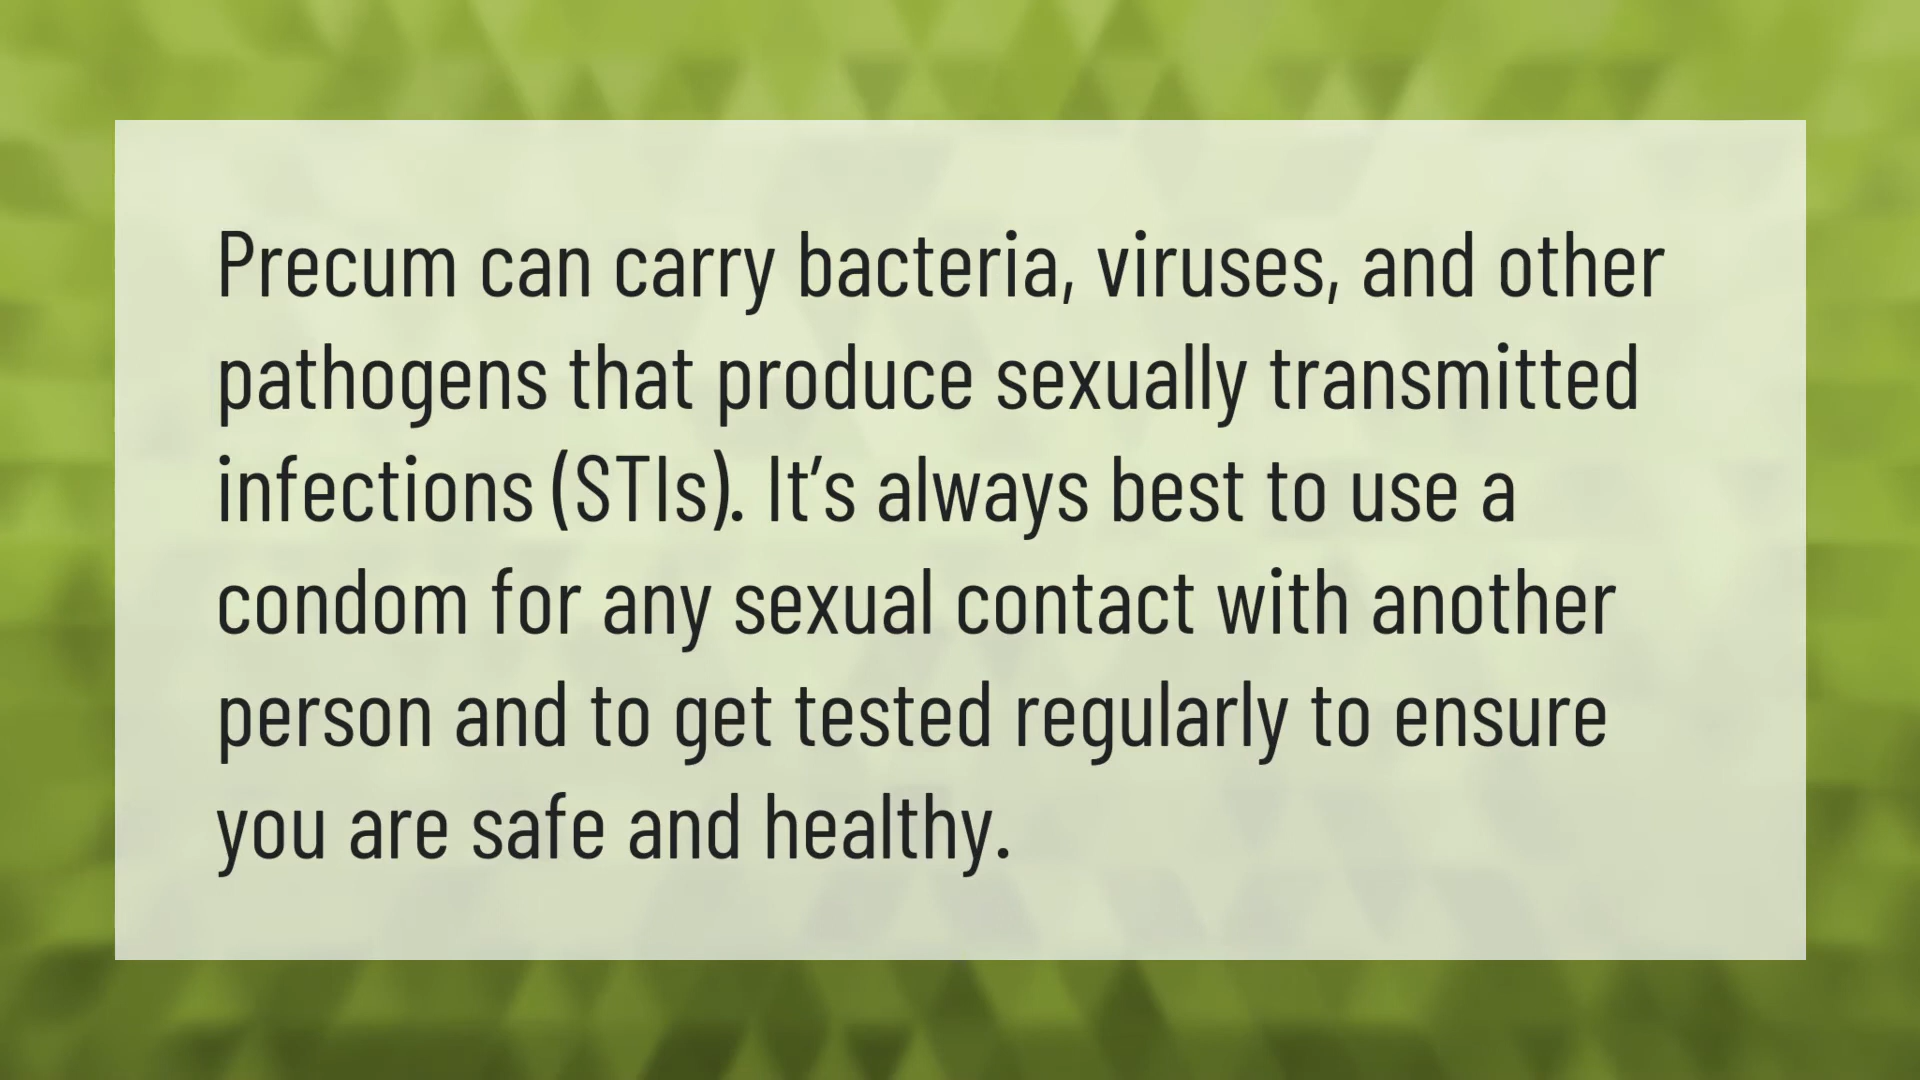 Precum can carry bacteria, viruses, and other
pathogens that produce sexually transmitted
infections (STIs). It’s always best to use a
condom for any sexual contact with another
person and to get tested regularly to ensure
you are safe and healthy.